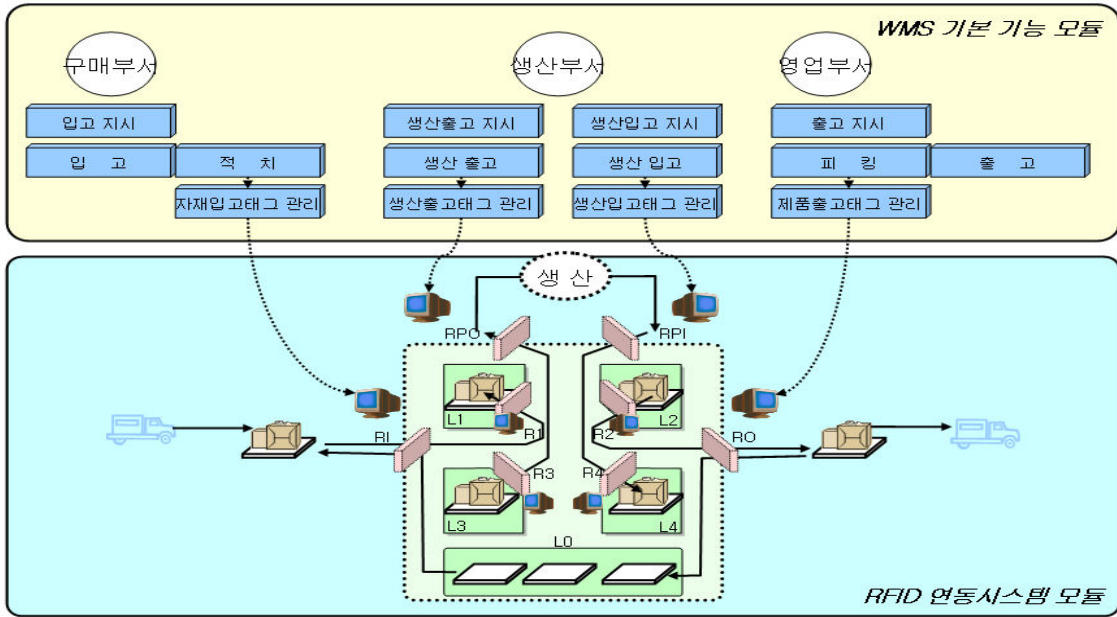 WMS 기본 기능 모듈
구매부서
생산부서
영업부서
입고 지시
생산출고 지시
생산입고 지시
출고 지시
입 고
적 치
생산 출고
생산 입고
피 킹
출 고
자재입고태그 관리
생산출고태그 관리
생산입고태그 관리
제품출고태그 관리
생 산
RPO
RPI
L1
L2
RI
R1
R2
RO
R3
R4
L3
L4
L0
RFID 연동시스템 모듈